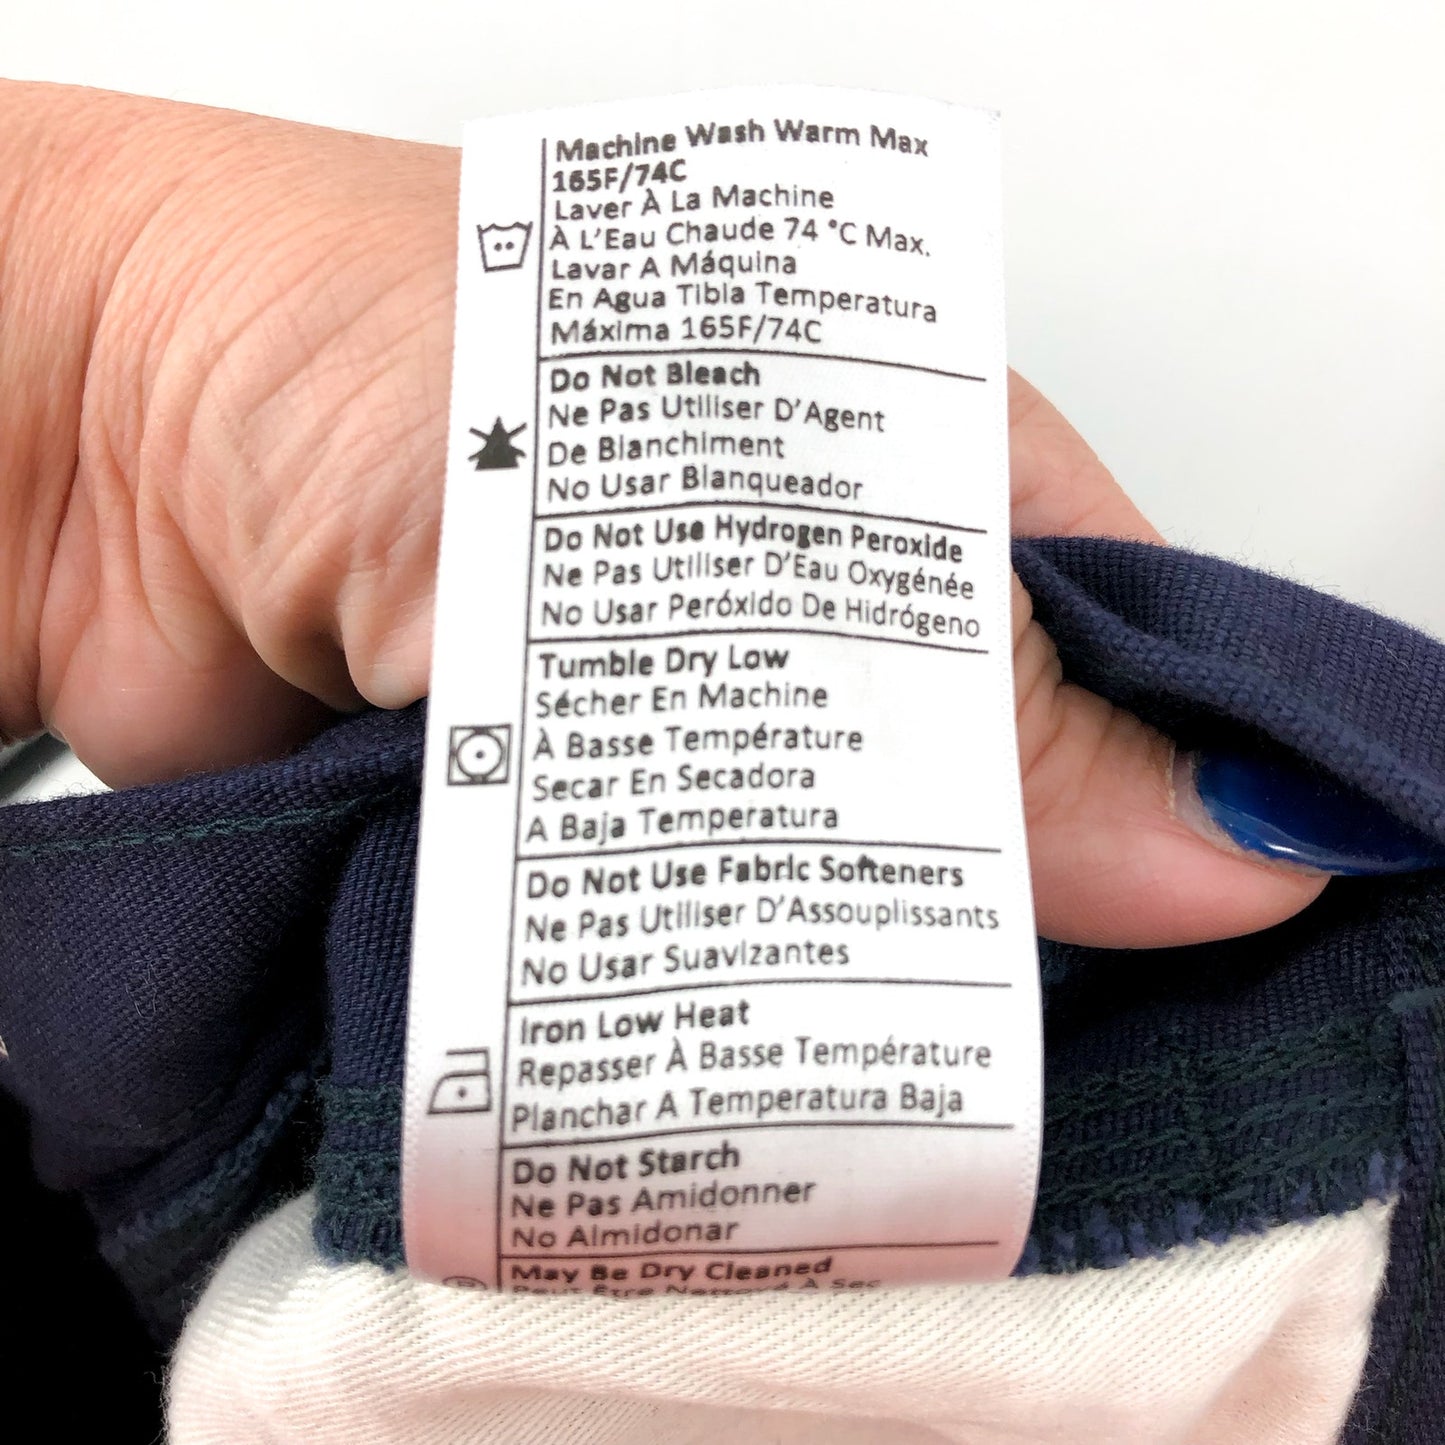 Machine Wash Warm Max
165F/74C
Laver À La Machine
À L'Eau Chaude 74 °C Max.
Lavar A Máquina
En Agua Tibia Temperatura
Máxima 165F/74C
Do Not Bleach
Ne Pas Utiliser D'Agent
De Blanchiment
No Usar Blanqueador
Do Not Use Hydrogen Peroxide
Ne Pas Utiliser D'Eau Oxygénée
No Usar Peróxido De Hidrógeno
Tumble Dry Low
Sécher En Machine
À Basse Température
Secar En Secadora
A Baja Temperatura
Do Not Use Fabric Softeners
Ne Pas Utiliser D'Assouplissants
No Usar Suavizantes
Iron Low Heat
Repasser À Basse Température
Planchar A Temperatura Baja
Do Not Starch
Ne Pas Amidonner
No Almidonar
May Be Dry Cleaned
Peut Être Nettoyé À Sec